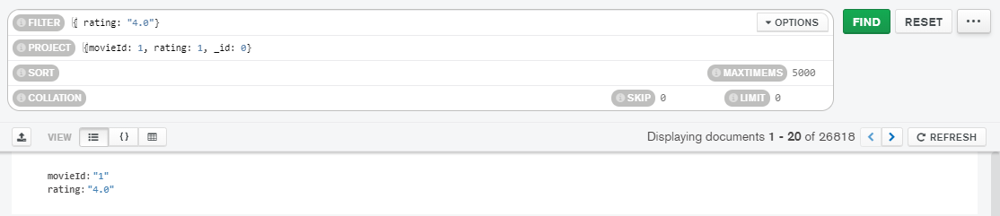 FILTER { rating: "4.0"} OPTIONS FIND RESET ...
PROJECT {movieId: 1, rating: 1, _id: 0}
SORT MAXTIMEMS 5000
COLLATION SKIP 0 LIMIT 0
VIEW {} Displaying documents 1 - 20 of 26818 < > REFRESH
movieId: "1"
rating: "4.0"